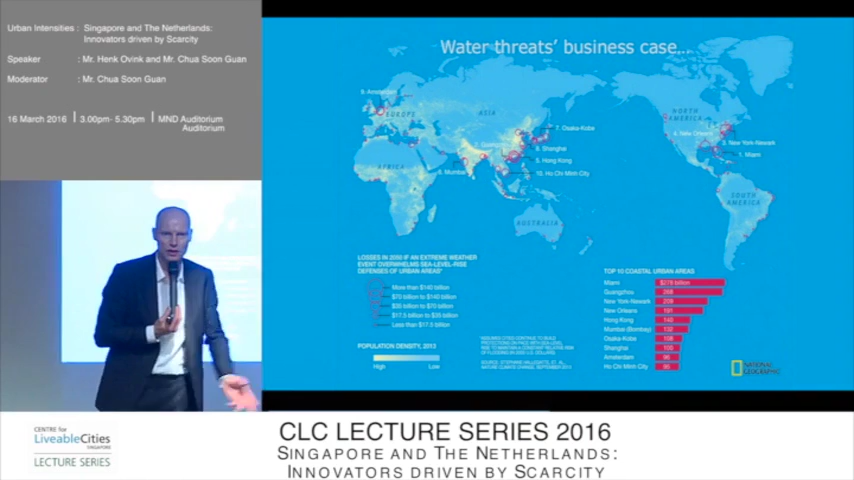 Urban Intensities : Singapore and The Netherlands:
Innovators driven by Scarcity
Speaker : Mr. Henk Ovink and Mr. Chua Soon Guan
Moderator : Mr. Chua Soon Guan
16 March 2016 | 3.00pm- 5.30pm | MND Auditorium
Auditorium
Water threats' business case...
9. Amsterdam
EUROPE
ASIA
NORTH
AMERICA
7. Osaka-Kobe
4. New Orleans
8. Shanghai
3. New York-Newark
5. Hong Kong
1. Miami
AFRICA
6. Mumbai
10. Ho Chi Minh City
SOUTH
AMERICA
AUSTRALIA
LOSSES IN 2050 IF AN EXTREME WEATHER
EVENT OVERWHELMS SEA-LEVEL-RISE
DEFENSES OF URBAN AREAS*
More than $140 billion
$70 billion to $140 billion
$35 billion to $70 billion
$17.5 billion to $35 billion
Less than $17.5 billion
POPULATION DENSITY, 2013
High Low
TOP 10 COASTAL URBAN AREAS
Miami $278 billion
Guangzhou 268
New York-Newark 209
New Orleans 191
Hong Kong 140
Mumbai (Bombay) 132
Osaka-Kobe 108
Shanghai 100
Amsterdam 96
Ho Chi Minh City 95
NATIONAL
GEOGRAPHIC
CENTRE for
LiveableCities
SINGAPORE
LECTURE SERIES
CLC LECTURE SERIES 2016
SINGAPORE AND THE NETHERLANDS:
INNOVATORS DRIVEN BY SCARCITY